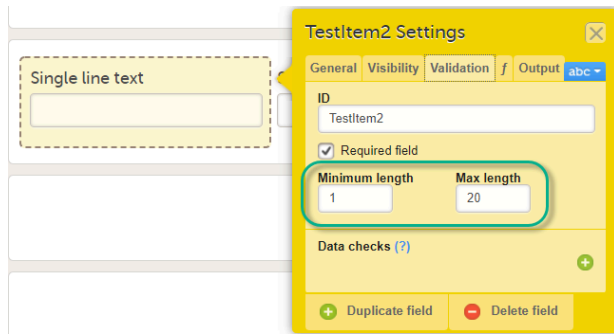 TestItem2 Settings
General Visibility Validation ƒ Output abc
Single line text
ID
TestItem2
Required field
Minimum length Max length
1 20
Data checks (?)
Duplicate field Delete field